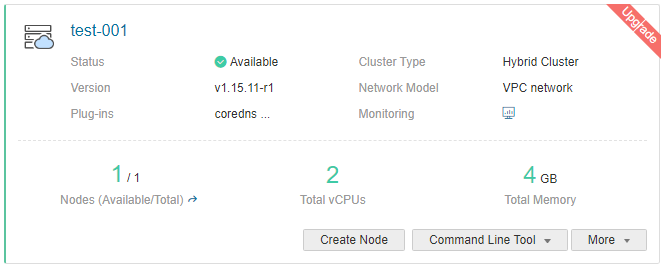 test-001
Upgrade
Status Available Cluster Type Hybrid Cluster
Version v1.15.11-r1 Network Model VPC network
Plug-ins coredns ... Monitoring
1 / 1 2 4 GB
Nodes (Available/Total) Total vCPUs Total Memory
Create Node Command Line Tool More